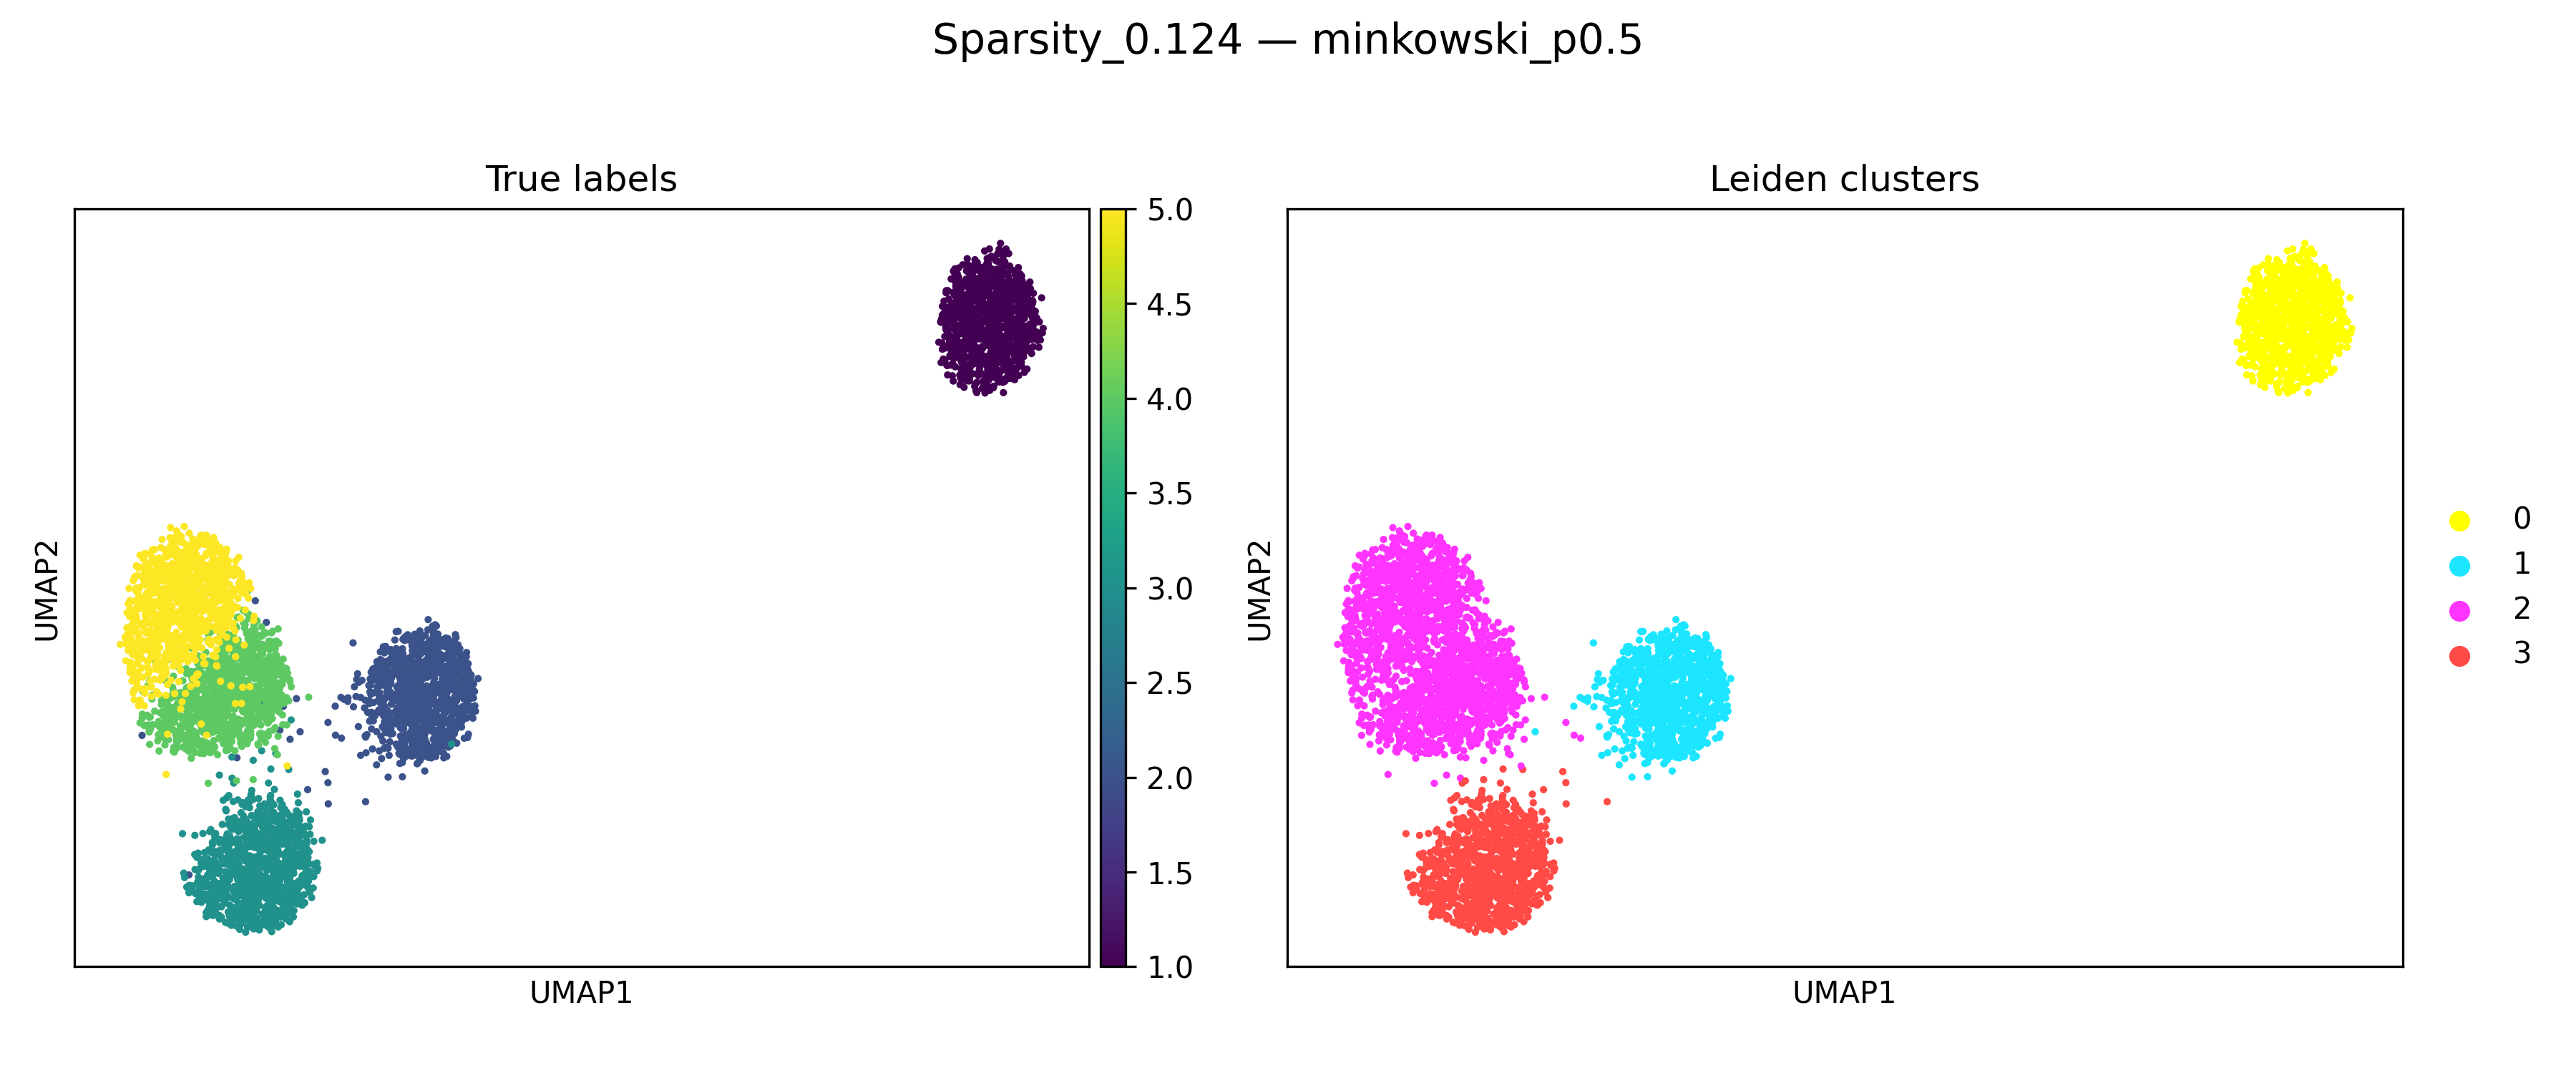 Sparsity_0.124 — minkowski_p0.5
True labels
UMAP2
UMAP1
5.0
4.5
4.0
3.5
3.0
2.5
2.0
1.5
1.0
Leiden clusters
UMAP2
UMAP1
0
1
2
3